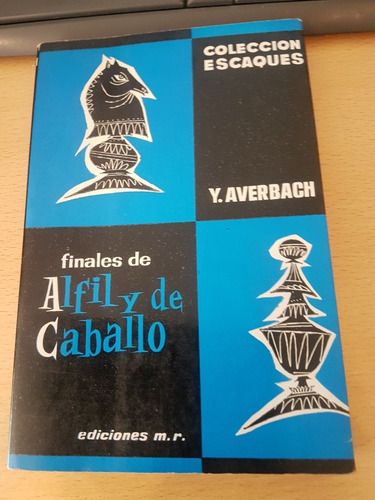 COLECCION
ESCAQUES
Y. AVERBACH
finales de
Alfil y de
Caballo
ediciones m.r.